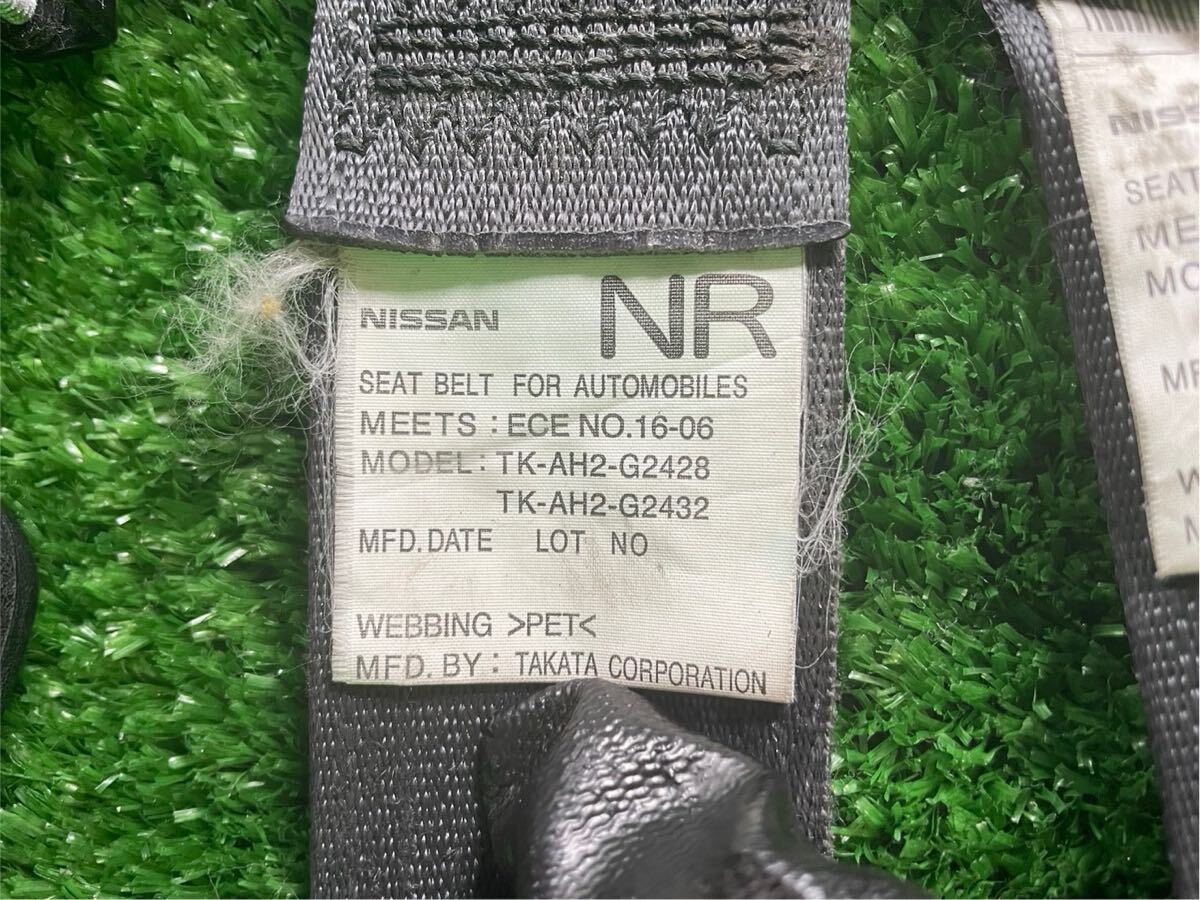 NISSAN NR
SEAT BELT FOR AUTOMOBILES
MEETS : ECE NO.16-06
MODEL : TK-AH2-G2428
TK-AH2-G2432
MFD. DATE LOT NO
WEBBING >PET<
MFD. BY : TAKATA CORPORATION
SEAT